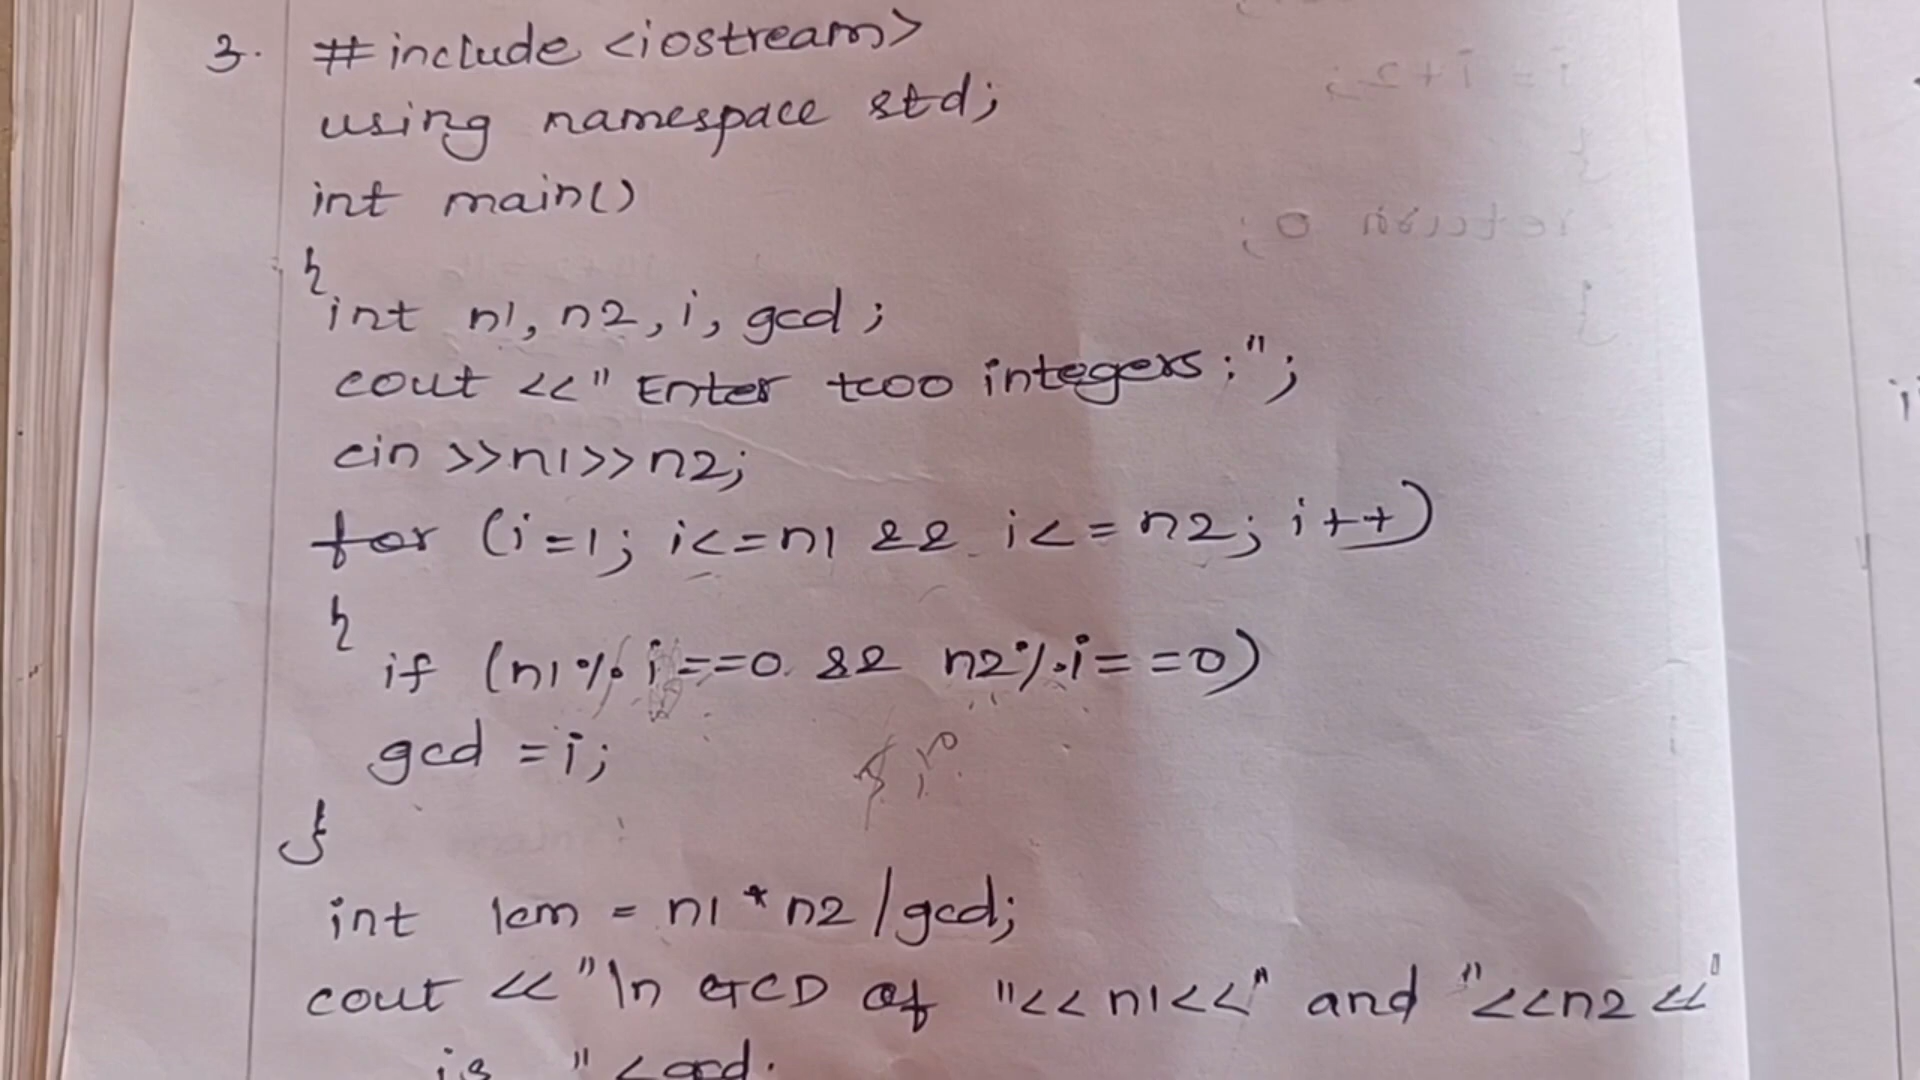 3. #include <iostream>
using namespace std;
int main()
{
int n1, n2, i, gcd;
cout <<" Enter two integers:";
cin >>n1>>n2;
for (i=1; i<=n1 && i<=n2; i++)
{
if (n1%i==0 && n2%i==0)
gcd =i;
}
int lcm = n1*n2/gcd;
cout <<"\n GCD of "<<n1<<" and "<<n2<<"
is "<gcd;